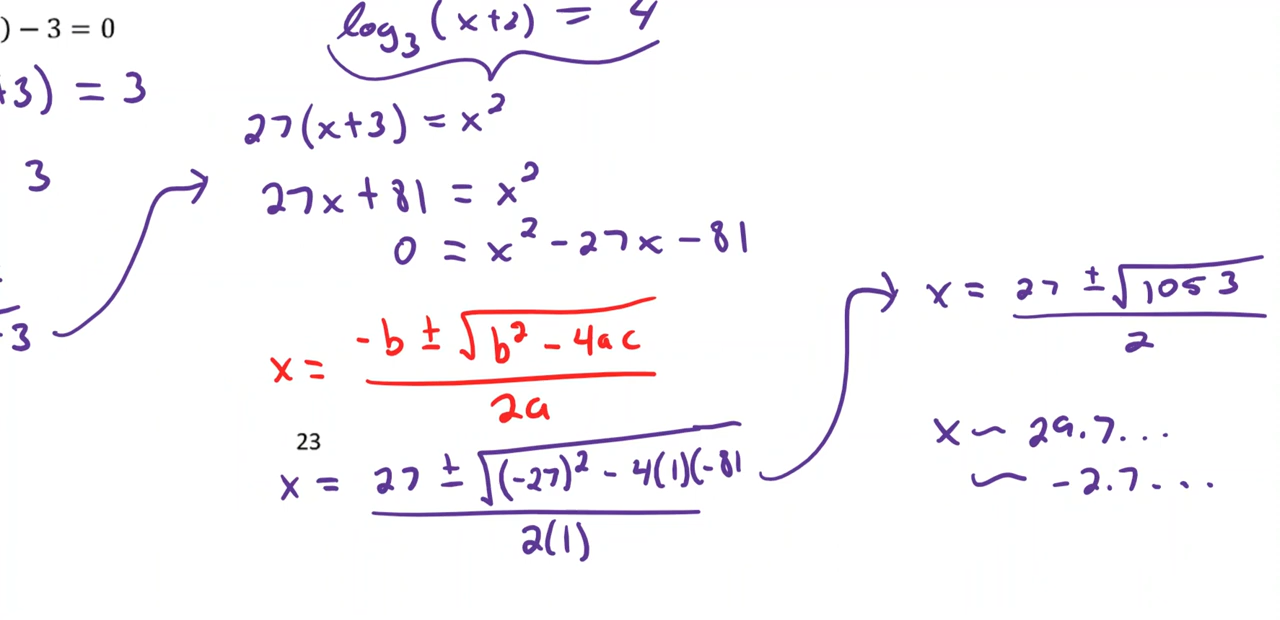 ) − 3 = 0
log₃(x+2) = 4
+3) = 3
27(x+3) = x²
3
27x + 81 = x²
0 = x² - 27x - 81
-3
x = (-b ± √(b² - 4ac)) / 2a
23
x = (27 ± √((-27)² - 4(1)(-81)) / 2(1)
x = (27 ± √1053) / 2
x ∼ 29.7...
∼ -2.7...